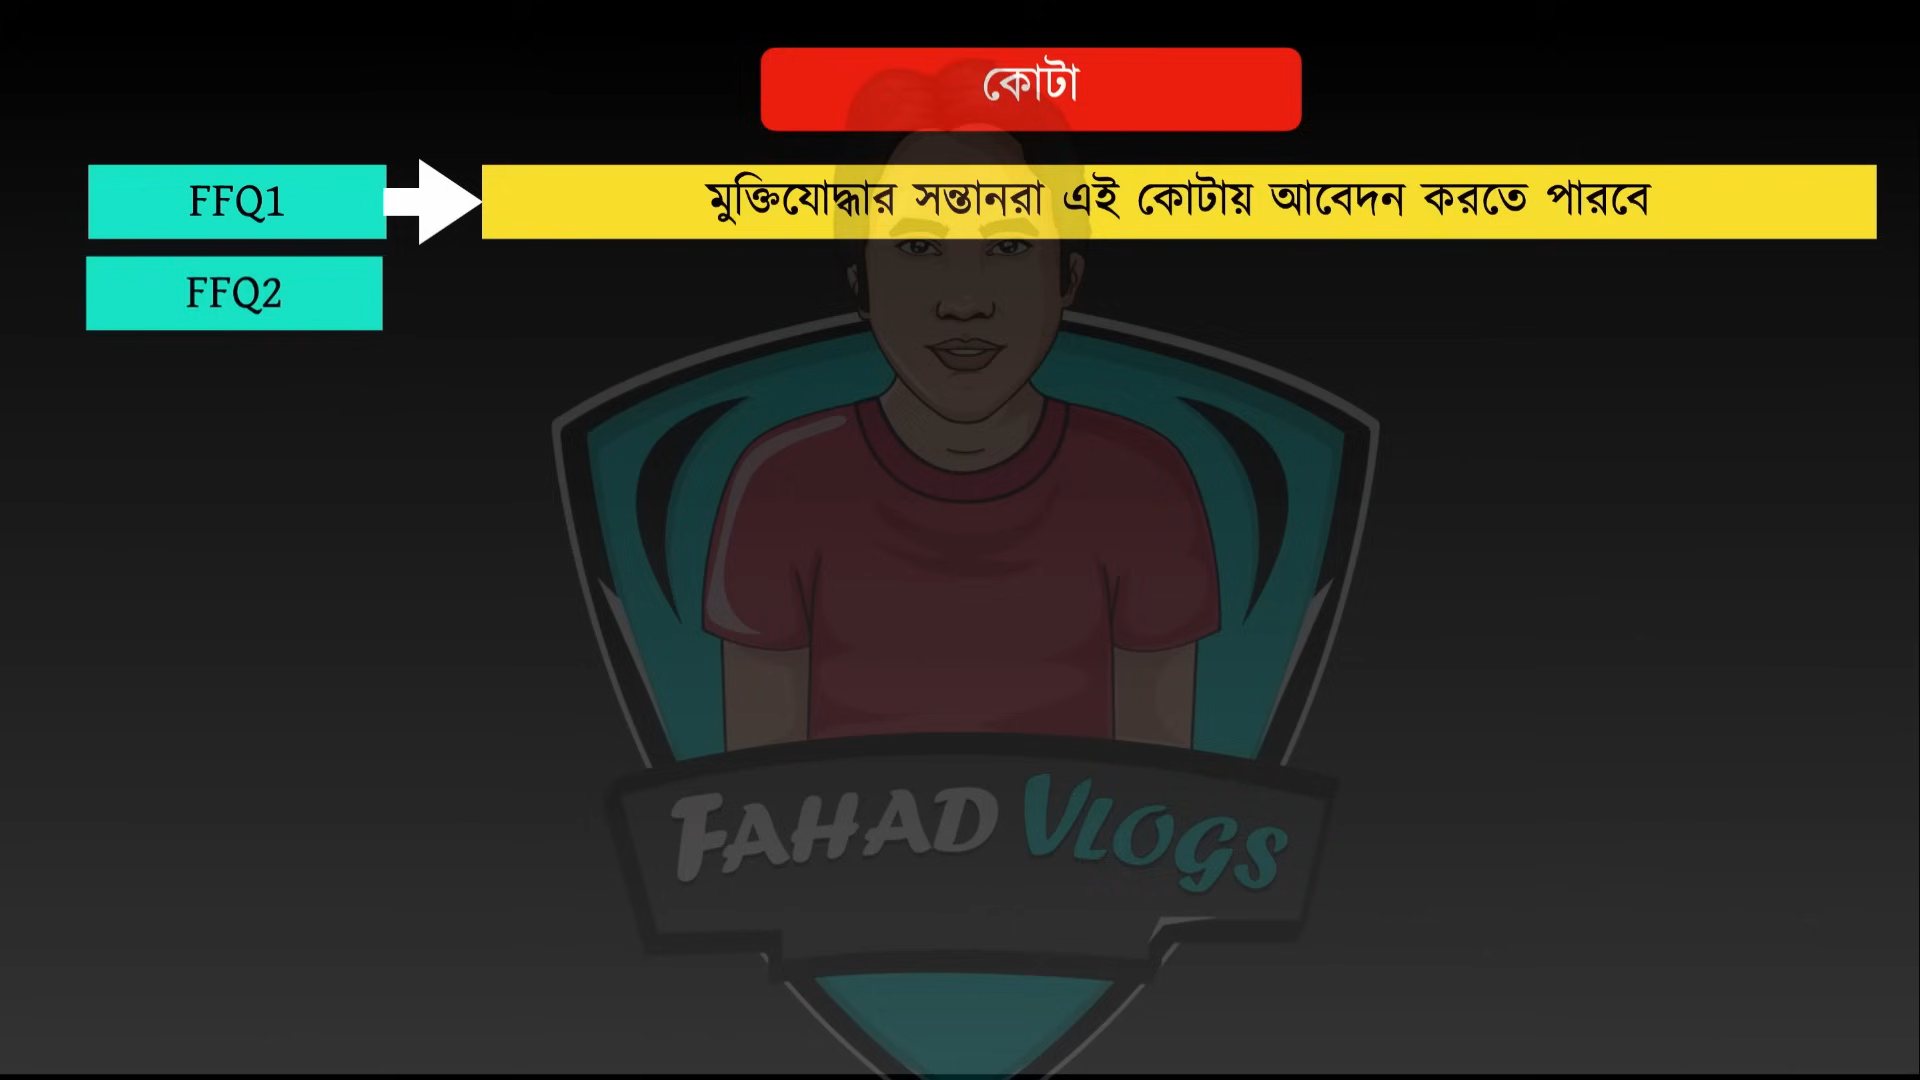 কোটা
FFQ1
মুক্তিযোদ্ধার সন্তানরা এই কোটায় আবেদন করতে পারবে
FFQ2
FAHAD VLOGS